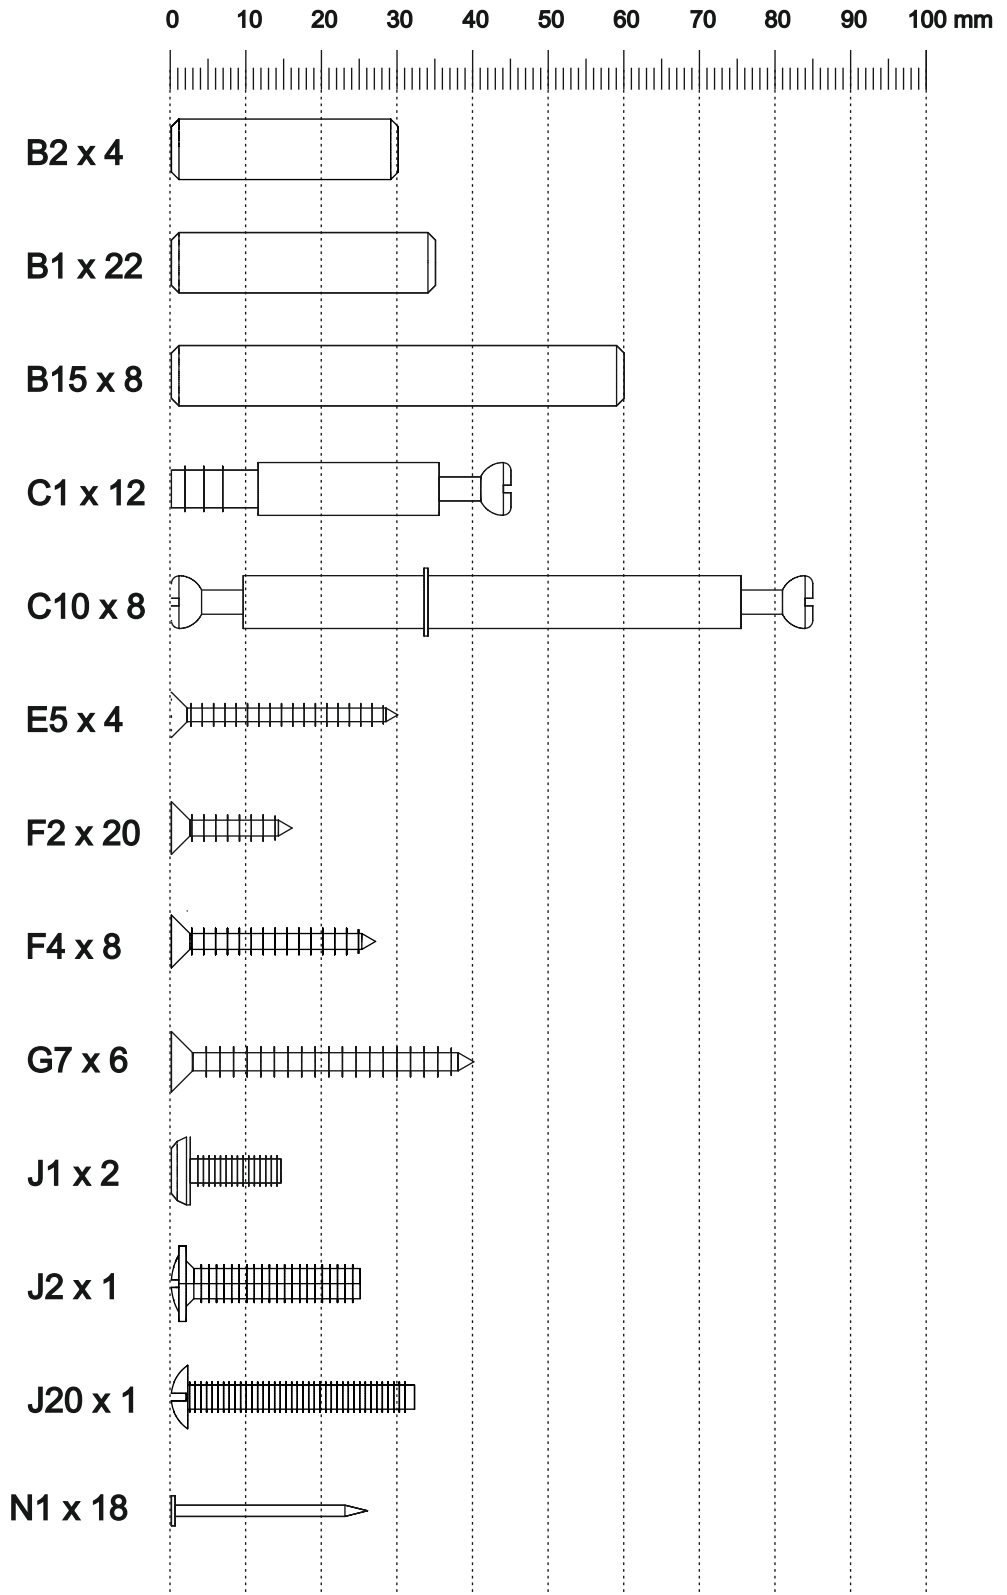 0 10 20 30 40 50 60 70 80 90 100 mm
B2 x 4
B1 x 22
B15 x 8
C1 x 12
C10 x 8
E5 x 4
F2 x 20
F4 x 8
G7 x 6
J1 x 2
J2 x 1
J20 x 1
N1 x 18